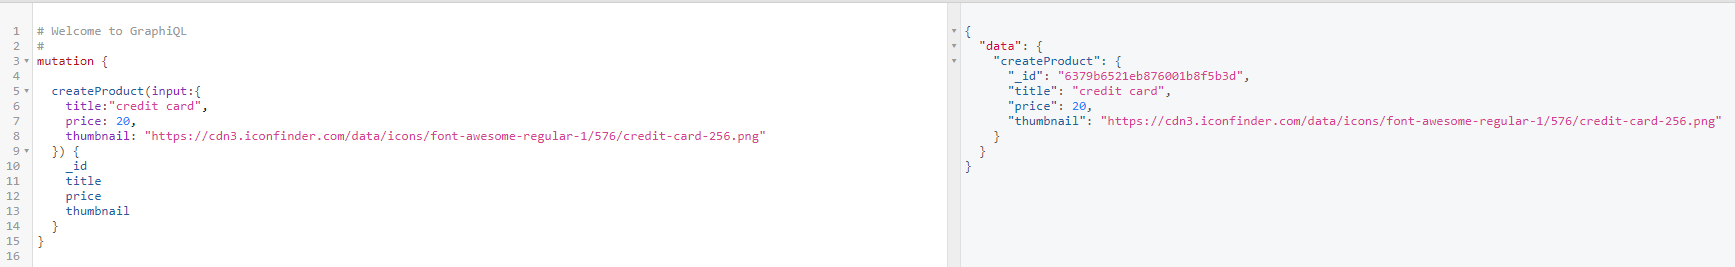 1 # Welcome to GraphiQL
2 #
3 mutation {
4
5 createProduct(input:{
6 title:"credit card",
7 price: 20,
8 thumbnail: "https://cdn3.iconfinder.com/data/icons/font-awesome-regular-1/576/credit-card-256.png"
9 }) {
10 _id
11 title
12 price
13 thumbnail
14 }
15 }
16
{
"data": {
"createProduct": {
"_id": "6379b6521eb876001b8f5b3d",
"title": "credit card",
"price": 20,
"thumbnail": "https://cdn3.iconfinder.com/data/icons/font-awesome-regular-1/576/credit-card-256.png"
}
}
}